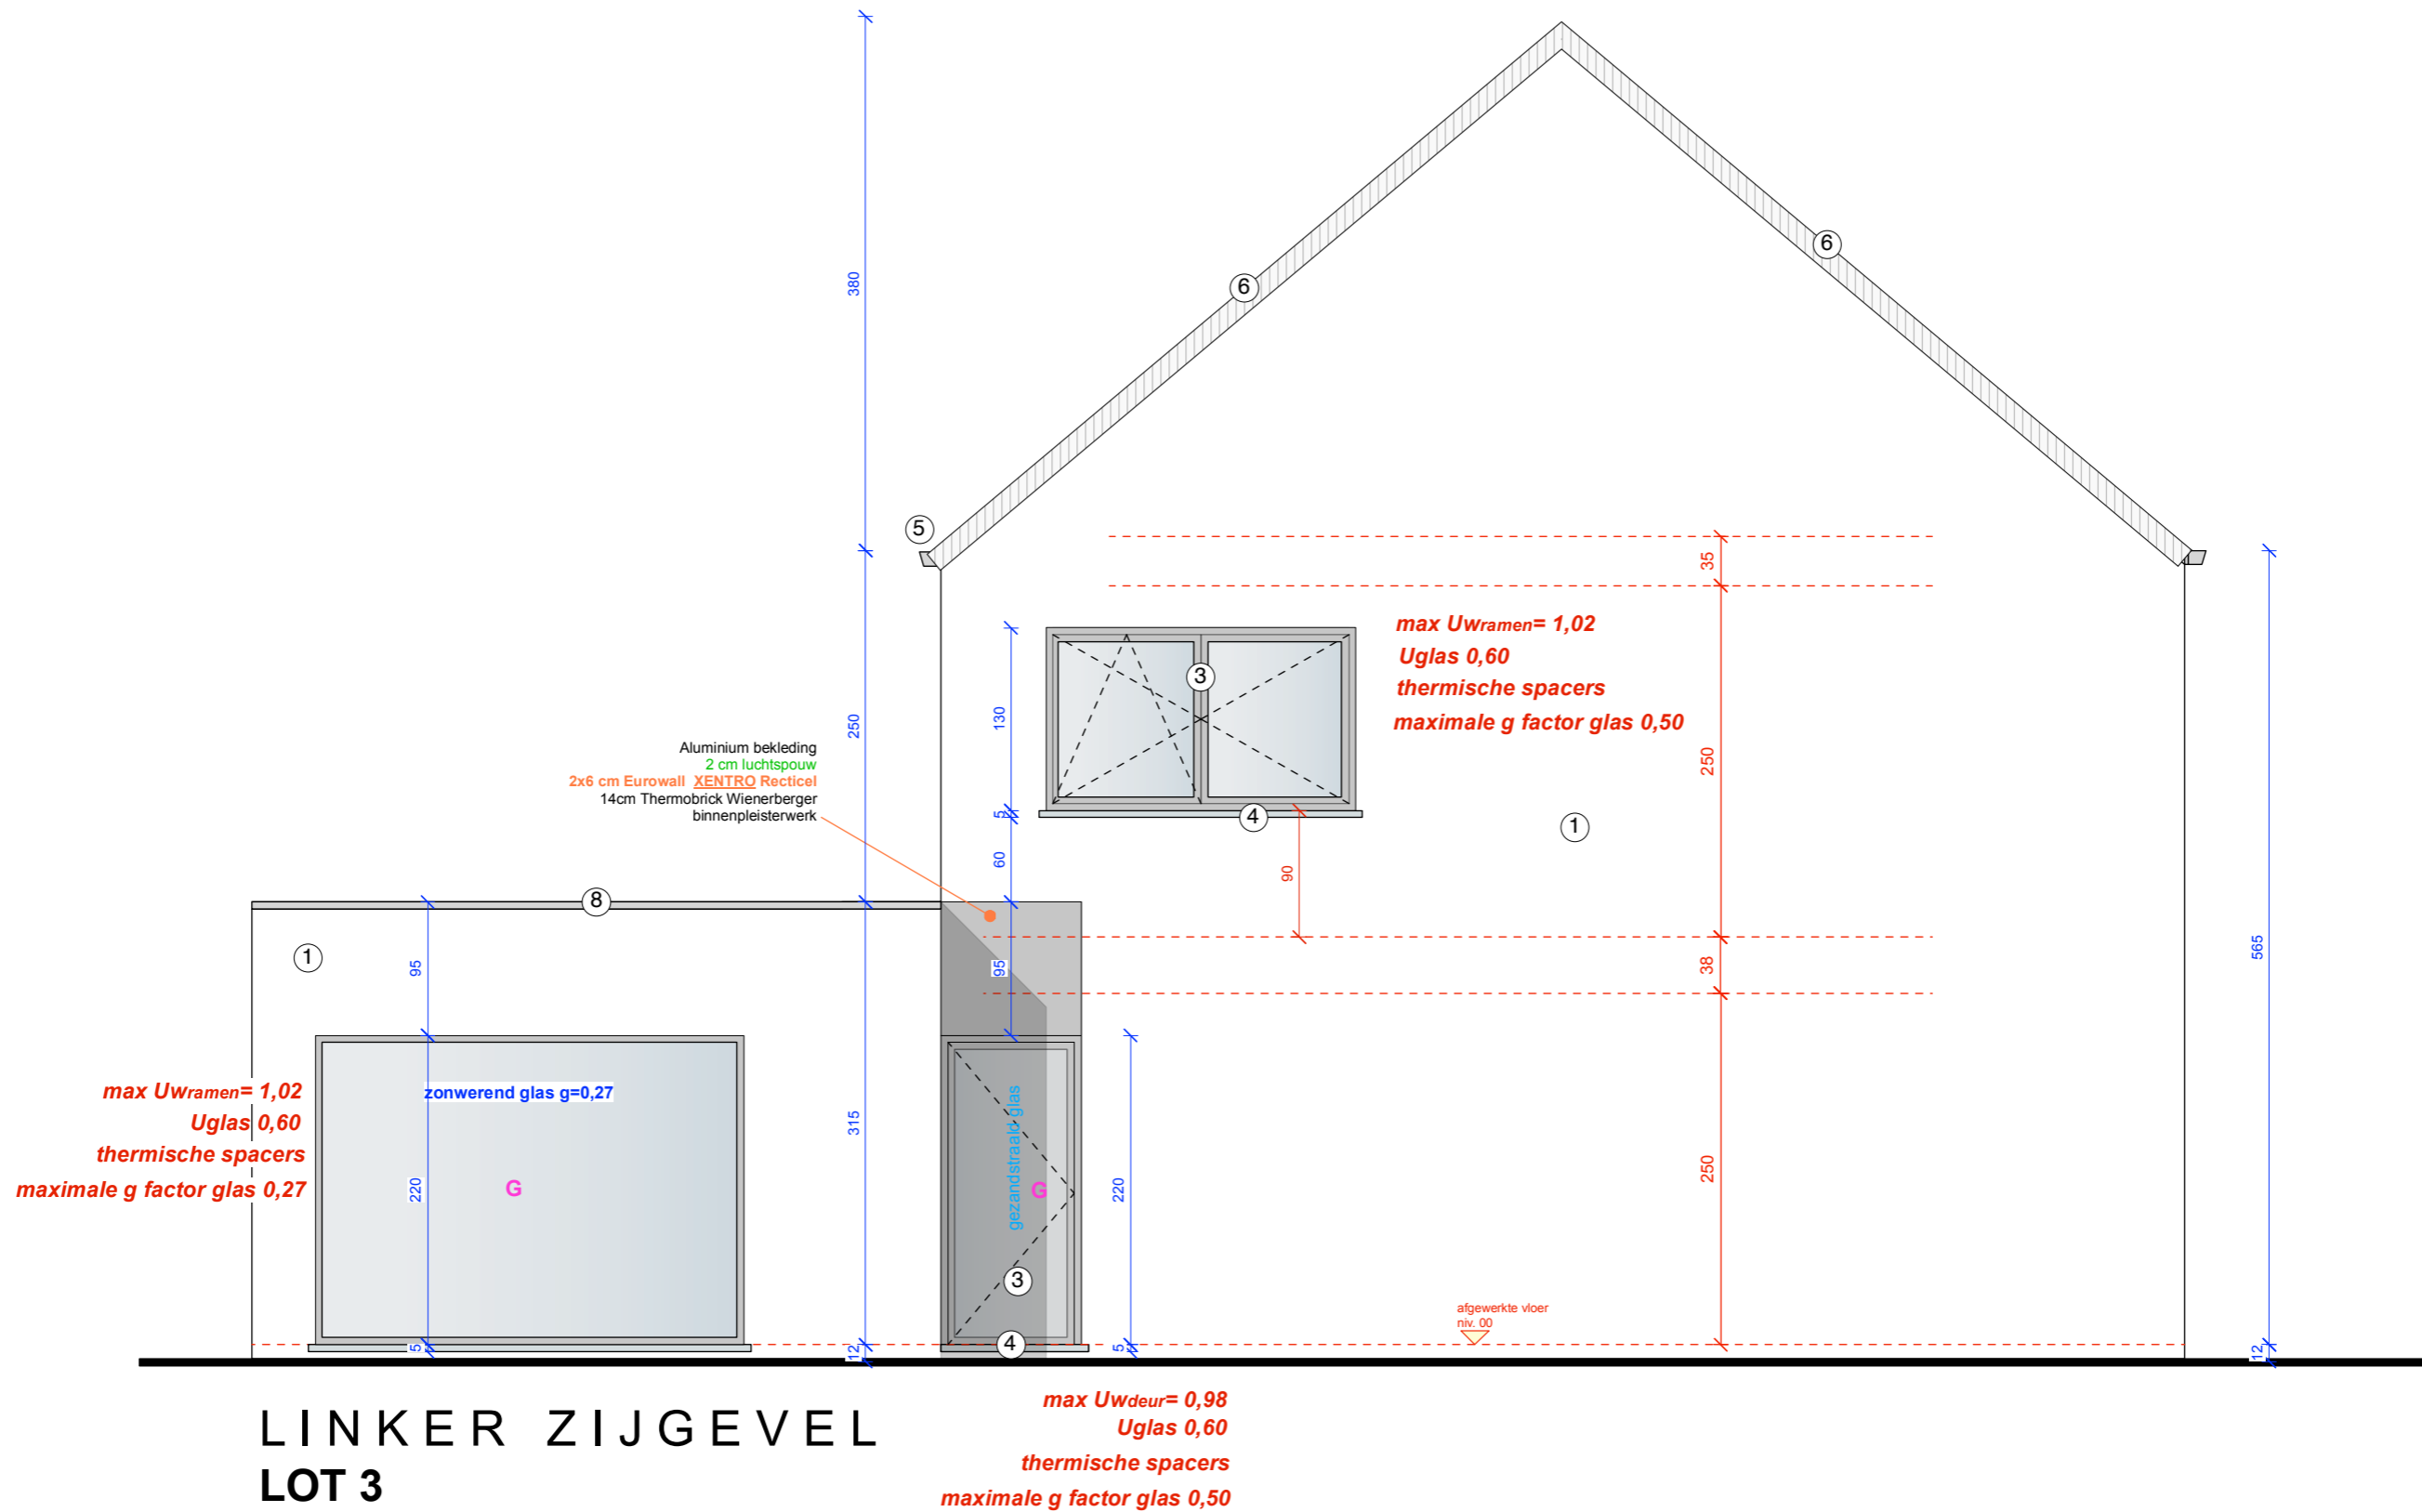 380
6
6
5
35
max Uwramen= 1,02
Uglas 0,60
thermische spacers
maximale g factor glas 0,50
3
130
250
250
Aluminium bekleding
2 cm luchtspouw
2x6 cm Eurowall XENTRO Recticel
14cm Thermobrick Wienerberger
binnenpleisterwerk
5
4
1
60
90
8
1
95
95
38
565
max Uwramen= 1,02
Uglas 0,60
thermische spacers
maximale g factor glas 0,27
zonwerend glas g=0,27
G
220
315
gezandstraald glas
G
220
250
3
afgewerkte vloer
niv. 00
5
12
4
5
12
LINKER ZIJGEVEL
LOT 3
max Uwdeur= 0,98
Uglas 0,60
thermische spacers
maximale g factor glas 0,50